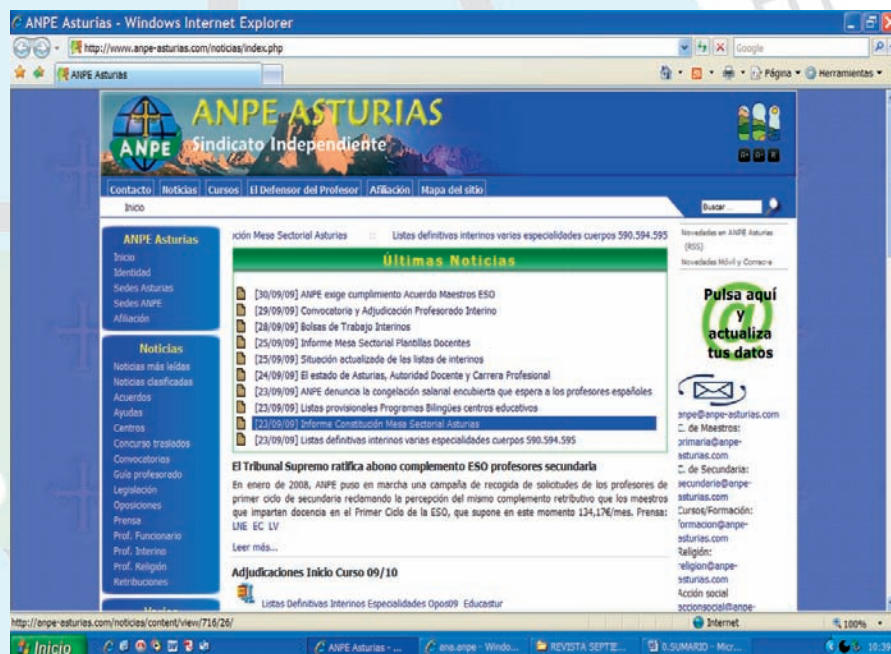 ANPE Asturias - Windows Internet Explorer
http://www.anpe-asturias.com/noticias/index.php
Google
ANPE Asturias
Página
Herramientas
ANPE ASTURIAS
Sindicato Independiente
ANPE
Contacto Noticias Cursos El Defensor del Profesor Afiliación Mapa del sitio
Inicio
Buscar ...
ANPE Asturias
Inicio
Identidad
Sedes Asturias
Sedes ANPE
Afiliación
Noticias
Noticias más leídas
Noticias clasificadas
Acuerdos
Ayudas
Centros
Concurso traslados
Convocatorias
Guía profesorado
Legislación
Oposiciones
Prensa
Prof. Funcionario
Prof. Interino
Prof. Religión
Retribuciones
Varios
ución Mesa Sectorial Asturias :: Listas definitivas interinos varias especialidades cuerpos 590.594.595
Últimas Noticias
[30/09/09] ANPE exige cumplimiento Acuerdo Maestros ESO
[29/09/09] Convocatoria y Adjudicación Profesorado Interino
[28/09/09] Bolsas de Trabajo Interinos
[25/09/09] Informe Mesa Sectorial Plantillas Docentes
[25/09/09] Situación actualizada de las listas de interinos
[24/09/09] El estado de Asturias, Autoridad Docente y Carrera Profesional
[23/09/09] ANPE denuncia la congelación salarial encubierta que espera a los profesores españoles
[23/09/09] Listas provisionales Programas Bilingües centros educativos
[23/09/09] Informe Constitución Mesa Sectorial Asturias
[23/09/09] Listas definitivas interinos varias especialidades cuerpos 590.594.595
El Tribunal Supremo ratifica abono complemento ESO profesores secundaria
En enero de 2008, ANPE puso en marcha una campaña de recogida de solicitudes de los profesores de
primer ciclo de secundaria reclamando la percepción del mismo complemento retributivo que los maestros
que imparten docencia en el Primer Ciclo de la ESO, que supone en este momento 134,17€/mes. Prensa:
LNE EC LV
Leer más...
Adjudicaciones Inicio Curso 09/10
Listas Definitivas Interinos Especialidades Opos09 Educastur
Novedades en ANPE Asturias
(RSS)
Novedades Móvil y Correo-e
Pulsa aquí
y
actualiza
tus datos
anpe@anpe-asturias.com
C. de Maestros:
primaria@anpe-
asturias.com
C. de Secundaria:
secundaria@anpe-
asturias.com
Cursos/Formación:
formacion@anpe-
asturias.com
Religión:
religion@anpe-
asturias.com
Acción social
accionsocial@anpe-
http://anpe-asturias.com/noticias/content/view/716/26/
Internet
100%
Inicio
ANPE Asturias - ...
ana.anpe - Windo...
REVISTA SEPTIE...
0.SUMARIO - Micr...
10:39